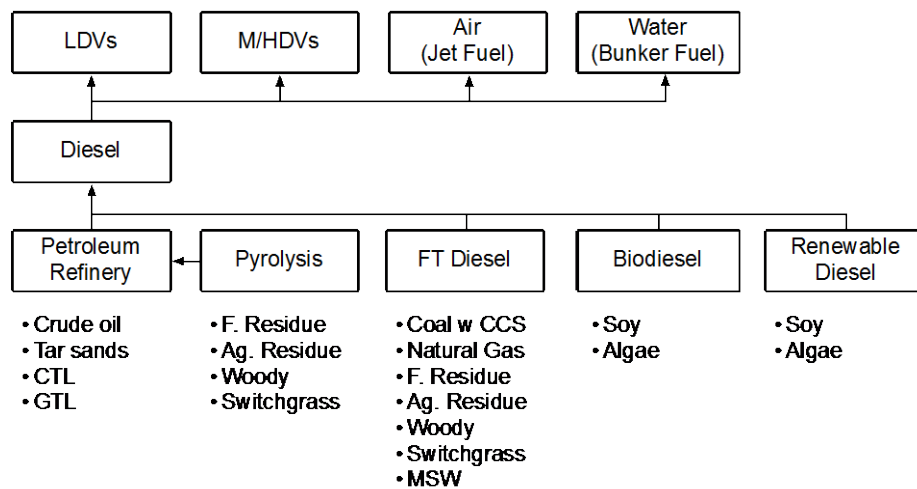 LDVs
M/HDVs
Air
(Jet Fuel)
Water
(Bunker Fuel)
Diesel
Petroleum
Refinery
Pyrolysis
FT Diesel
Biodiesel
Renewable
Diesel
• Crude oil
• Tar sands
• CTL
• GTL
• F. Residue
• Ag. Residue
• Woody
• Switchgrass
• Coal w CCS
• Natural Gas
• F. Residue
• Ag. Residue
• Woody
• Switchgrass
• MSW
• Soy
• Algae
• Soy
• Algae